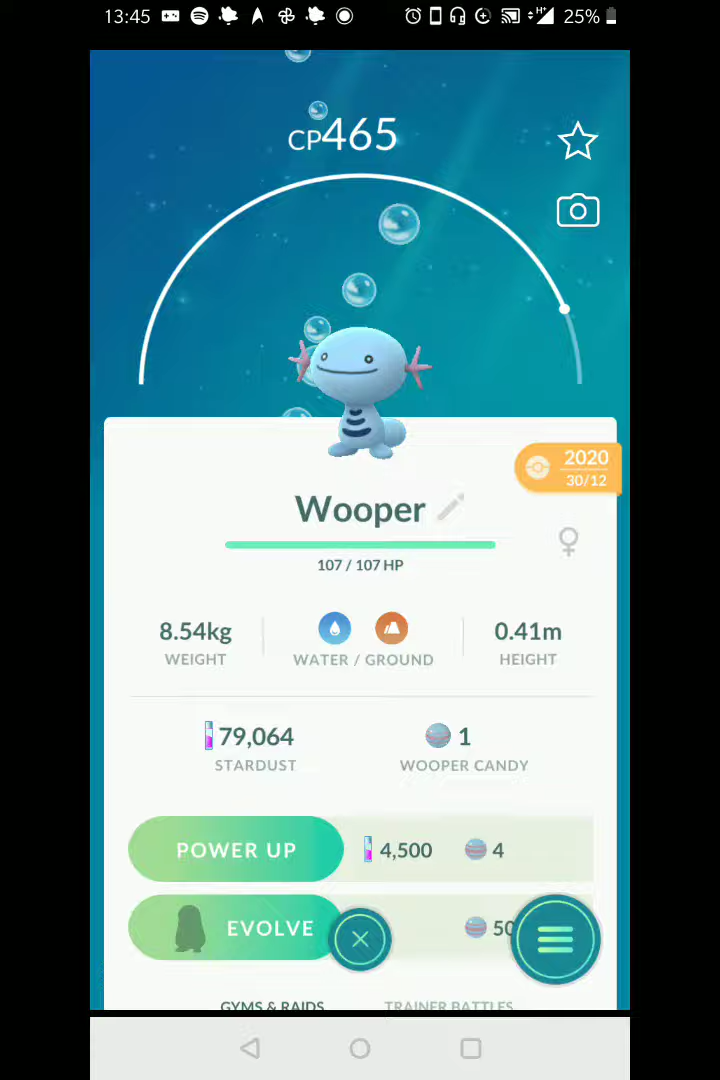 13:45
H+
25%
CP465
2020
30/12
Wooper
107 / 107 HP
8.54kg
WEIGHT
WATER / GROUND
0.41m
HEIGHT
79,064
STARDUST
1
WOOPER CANDY
POWER UP
4,500
4
EVOLVE
50
GYMS & RAIDS
TRAINER BATTLES